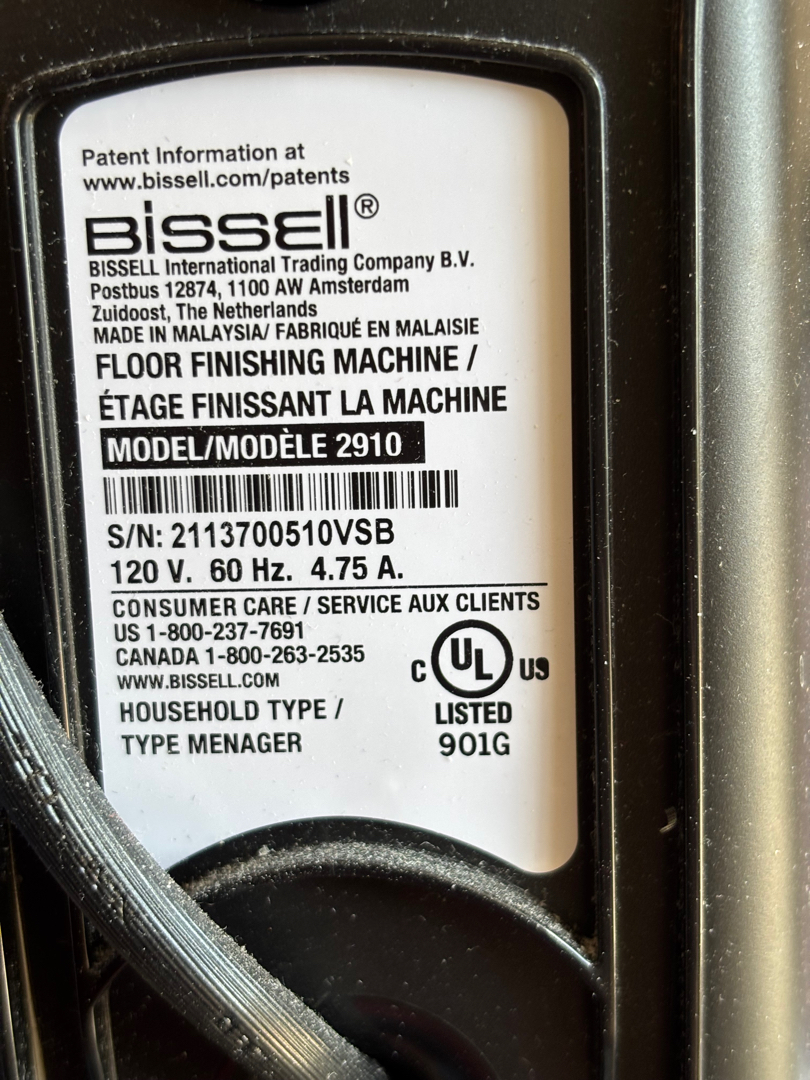 Patent Information at
www.bissell.com/patents
BISSELL®
BISSELL International Trading Company B.V.
Postbus 12874, 1100 AW Amsterdam
Zuidoost, The Netherlands
MADE IN MALAYSIA/ FABRIQUÉ EN MALAISIE
FLOOR FINISHING MACHINE /
ÉTAGE FINISSANT LA MACHINE
MODEL/MODÈLE 2910
S/N: 2113700510VSB
120 V. 60 Hz. 4.75 A.
CONSUMER CARE / SERVICE AUX CLIENTS
US 1-800-237-7691
CANADA 1-800-263-2535
WWW.BISSELL.COM
HOUSEHOLD TYPE /
TYPE MENAGER
C UL US
LISTED
901G